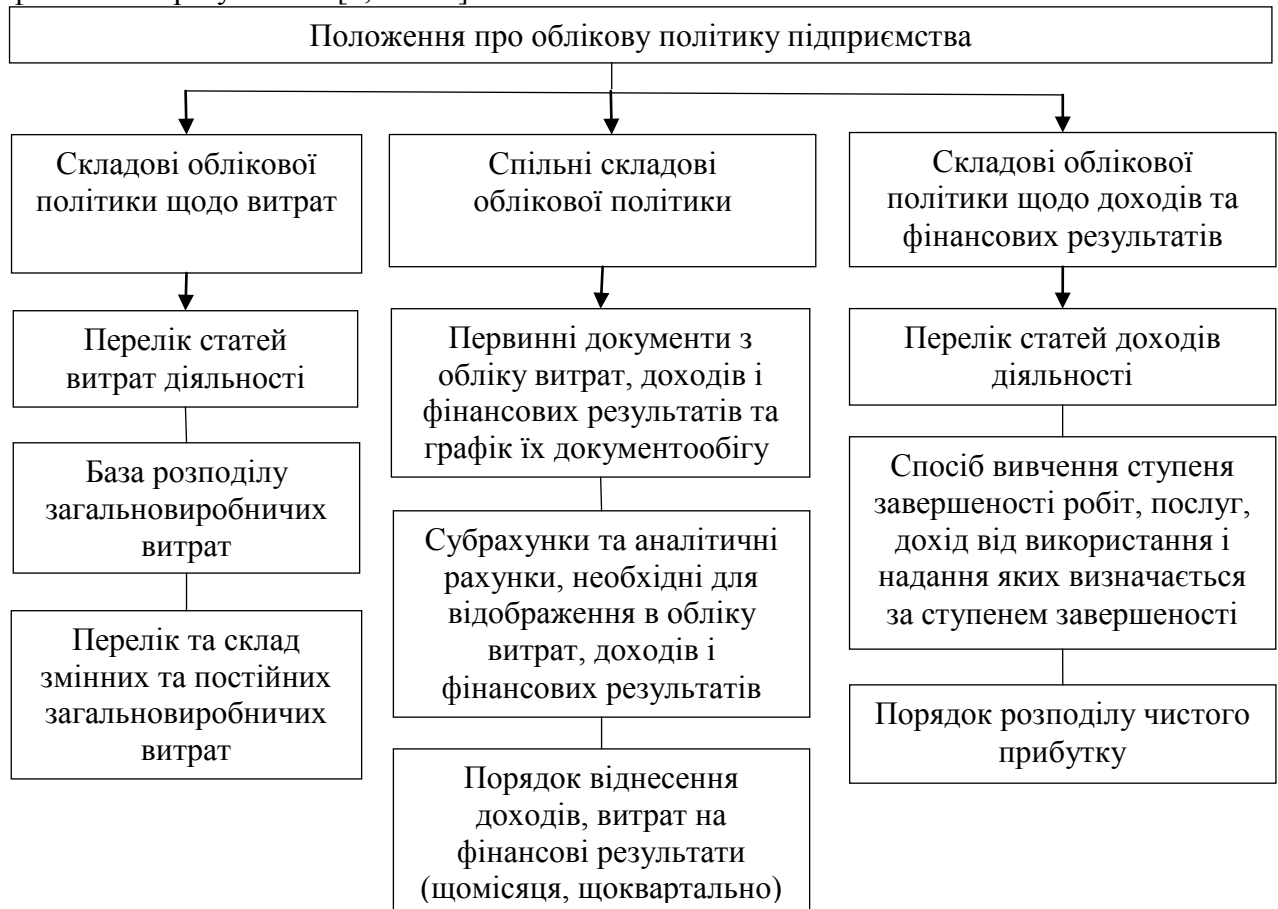 Положення про облікову політику підприємства
Складові облікової
політики щодо витрат
Перелік статей
витрат діяльності
База розподілу
загальновиробничих
витрат
Перелік та склад
змінних та постійних
загальновиробничих
витрат
Спільні складові
облікової політики
Первинні документи з
обліку витрат, доходів і
фінансових результатів та
графік їх документообігу
Субрахунки та аналітичні
рахунки, необхідні для
відображення в обліку
витрат, доходів і
фінансових результатів
Порядок віднесення
доходів, витрат на
фінансові результати
(щомісяця, щоквартально)
Складові облікової
політики щодо доходів та
фінансових результатів
Перелік статей доходів
діяльності
Спосіб вивчення ступеня
завершеності робіт, послуг,
дохід від використання і
надання яких визначається
за ступенем завершеності
Порядок розподілу чистого
прибутку